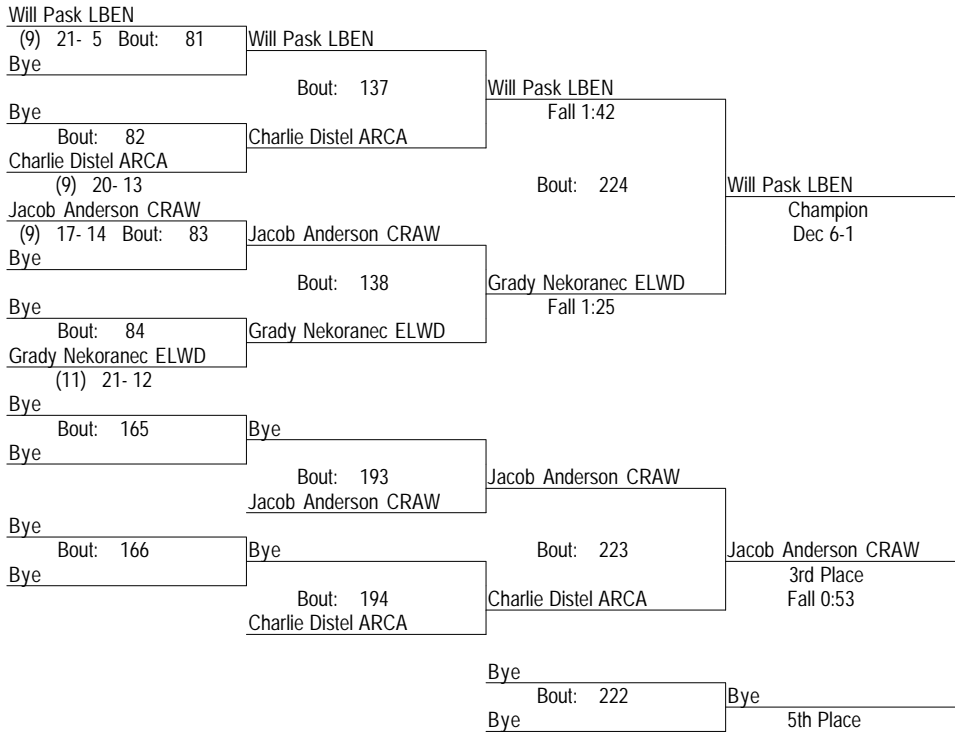 Will Pask LBEN
(9) 21- 5 Bout: 81 Will Pask LBEN
Bye
Bout: 137 Will Pask LBEN
Bye Fall 1:42
Bout: 82 Charlie Distel ARCA
Charlie Distel ARCA
(9) 20- 13 Bout: 224 Will Pask LBEN
Jacob Anderson CRAW Champion
(9) 17- 14 Bout: 83 Jacob Anderson CRAW Dec 6-1
Bye
Bout: 138 Grady Nekoranec ELWD
Bye Fall 1:25
Bout: 84 Grady Nekoranec ELWD
Grady Nekoranec ELWD
(11) 21- 12
Bye
Bout: 165 Bye
Bye
Bout: 193 Jacob Anderson CRAW
Jacob Anderson CRAW
Bye
Bout: 166 Bye Bout: 223 Jacob Anderson CRAW
Bye 3rd Place
Bout: 194 Charlie Distel ARCA Fall 0:53
Charlie Distel ARCA
Bye
Bout: 222 Bye
Bye 5th Place